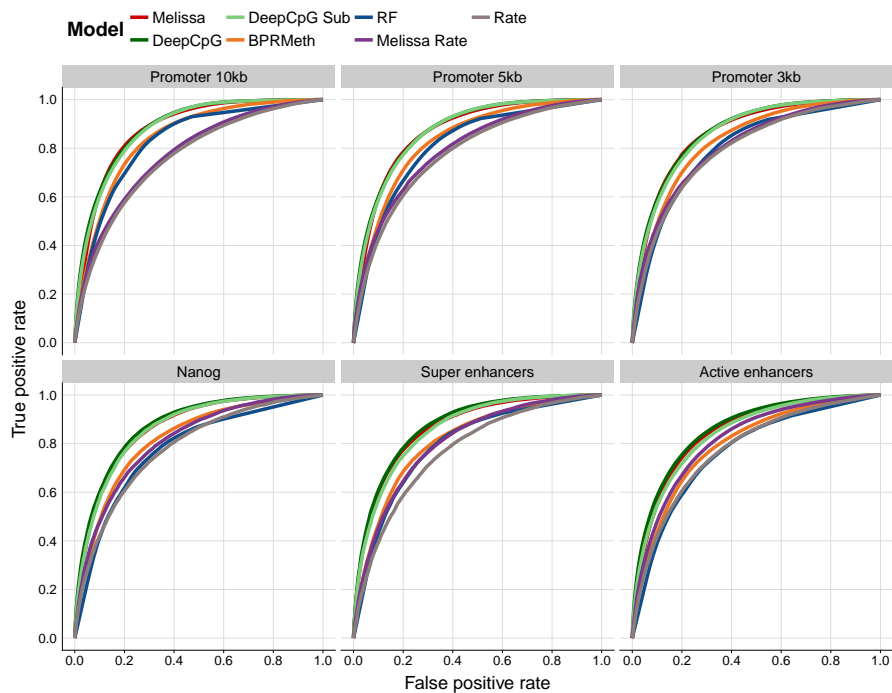 Model Melissa DeepCpG Sub RF Rate
DeepCpG BPRMeth Melissa Rate
Promoter 10kb Promoter 5kb Promoter 3kb
1.0
0.8
0.6
0.4
0.2
0.0
Nanog Super enhancers Active enhancers
1.0
0.8
0.6
0.4
0.2
0.0
0.0 0.2 0.4 0.6 0.8 1.0 0.0 0.2 0.4 0.6 0.8 1.0 0.0 0.2 0.4 0.6 0.8 1.0
True positive rate
False positive rate